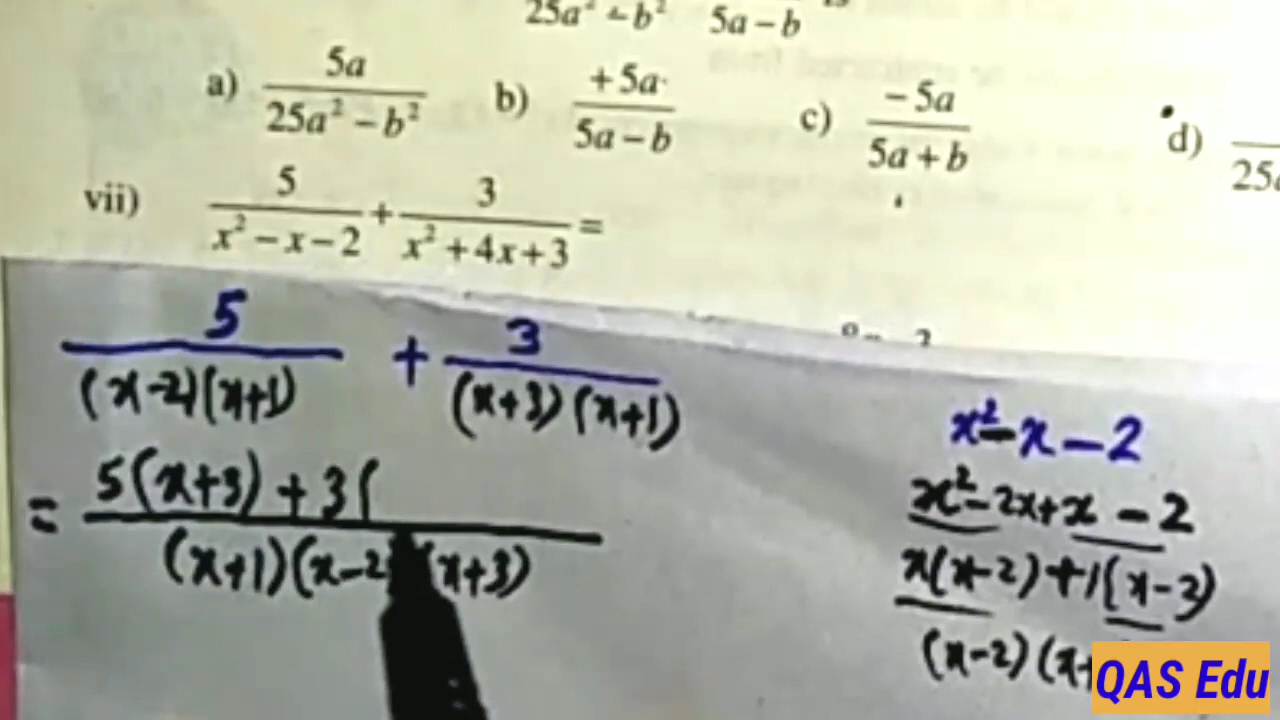 25a² - b² 5a - b
a) 5a / 25a² - b² b) +5a / 5a - b c) -5a / 5a + b d)
vii) 5 / x² - x - 2 + 3 / x² + 4x + 3 =
5 / (x-2)(x+1) + 3 / (x+3)(x+1)
= 5(x+3) + 3( / (x+1)(x-2 (x+3)
x² - x - 2
x² - 2x + x - 2
x(x-2) + 1(x-2)
(x-2)(x+
QAS Edu